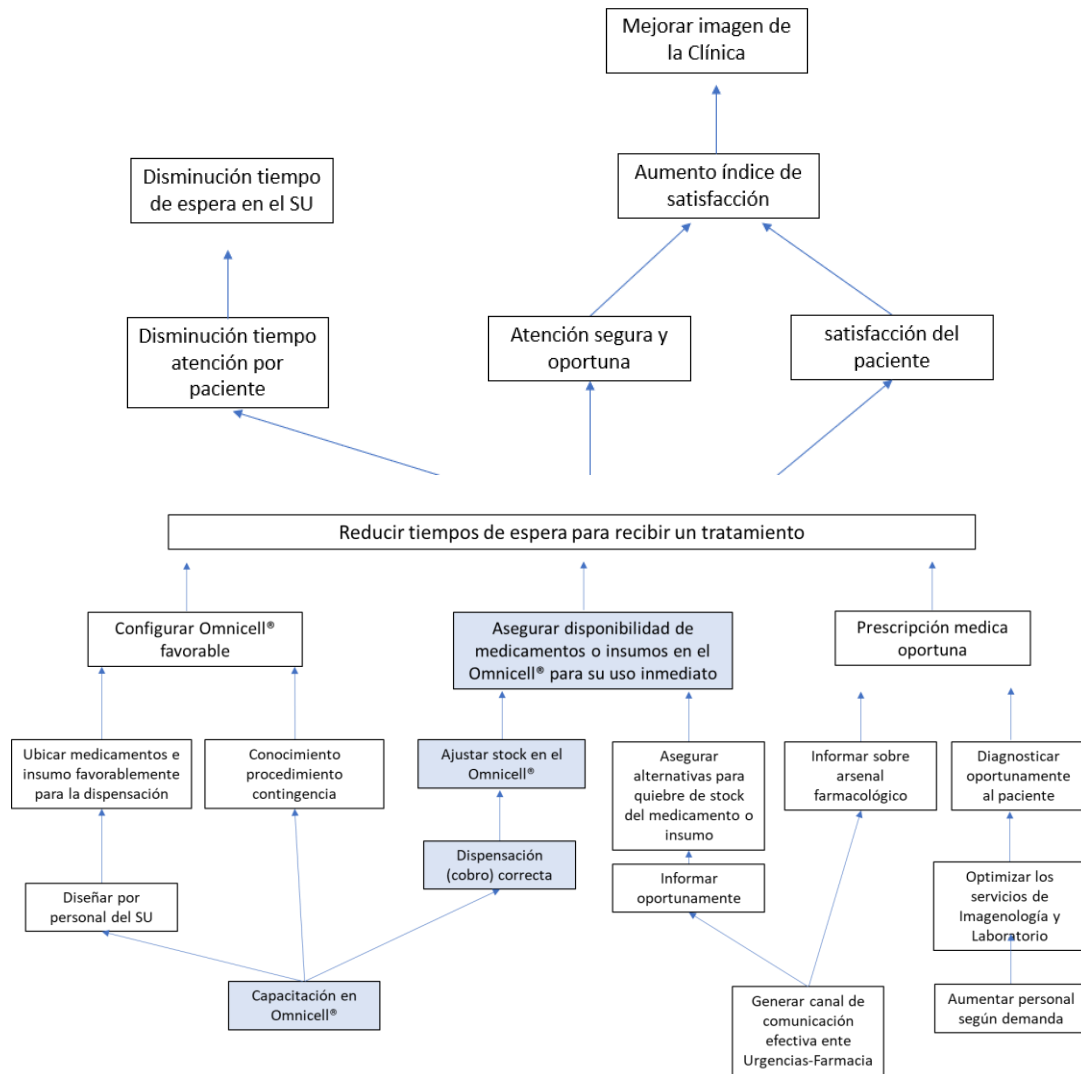 Mejorar imagen de
la Clínica
Disminución tiempo
de espera en el SU
Aumento índice de
satisfacción
Disminución tiempo
atención por
paciente
Atención segura y
oportuna
satisfacción del
paciente
Reducir tiempos de espera para recibir un tratamiento
Configurar Omnicell®
favorable
Asegurar disponibilidad de
medicamentos o insumos en el
Omnicell® para su uso inmediato
Prescripción medica
oportuna
Ubicar medicamentos e
insumo favorablemente
para la dispensación
Conocimiento
procedimiento
contingencia
Ajustar stock en el
Omnicell®
Asegurar
alternativas para
quiebre de stock
del medicamento o
insumo
Informar sobre
arsenal
farmacológico
Diagnosticar
oportunamente
al paciente
Diseñar por
personal del SU
Dispensación
(cobro) correcta
Informar
oportunamente
Optimizar los
servicios de
Imagenología y
Laboratorio
Capacitación en
Omnicell®
Generar canal de
comunicación
efectiva ente
Urgencias-Farmacia
Aumentar personal
según demanda